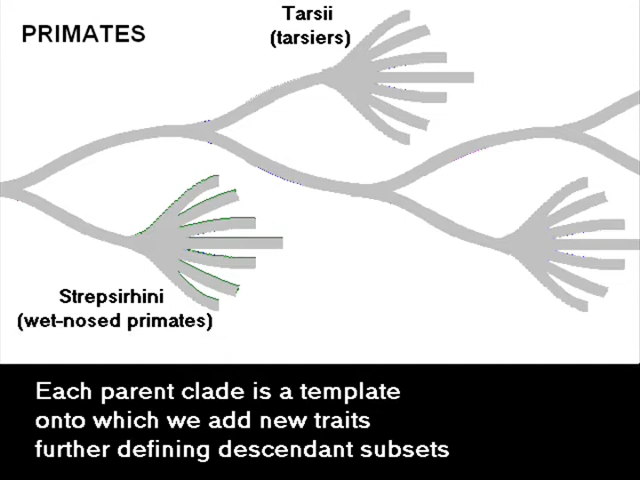 PRIMATES
Tarsii
(tarsiers)
Strepsirhini
(wet-nosed primates)
Each parent clade is a template
onto which we add new traits
further defining descendant subsets